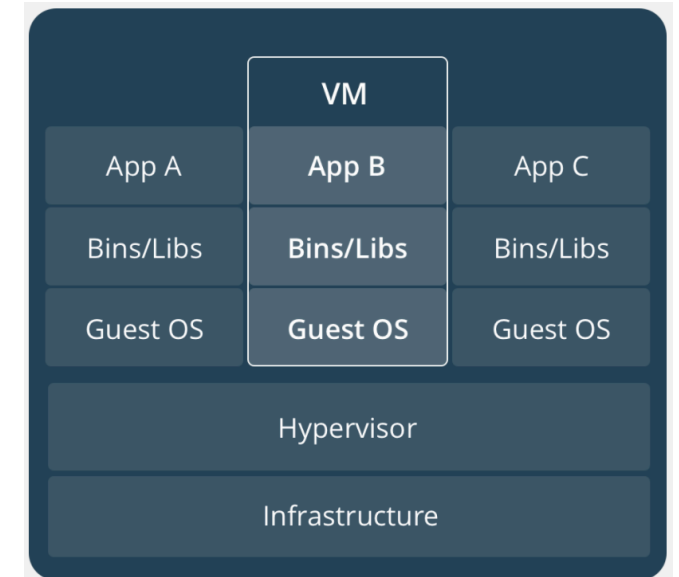 VM
App A App B App C
Bins/Libs Bins/Libs Bins/Libs
Guest OS Guest OS Guest OS
Hypervisor
Infrastructure